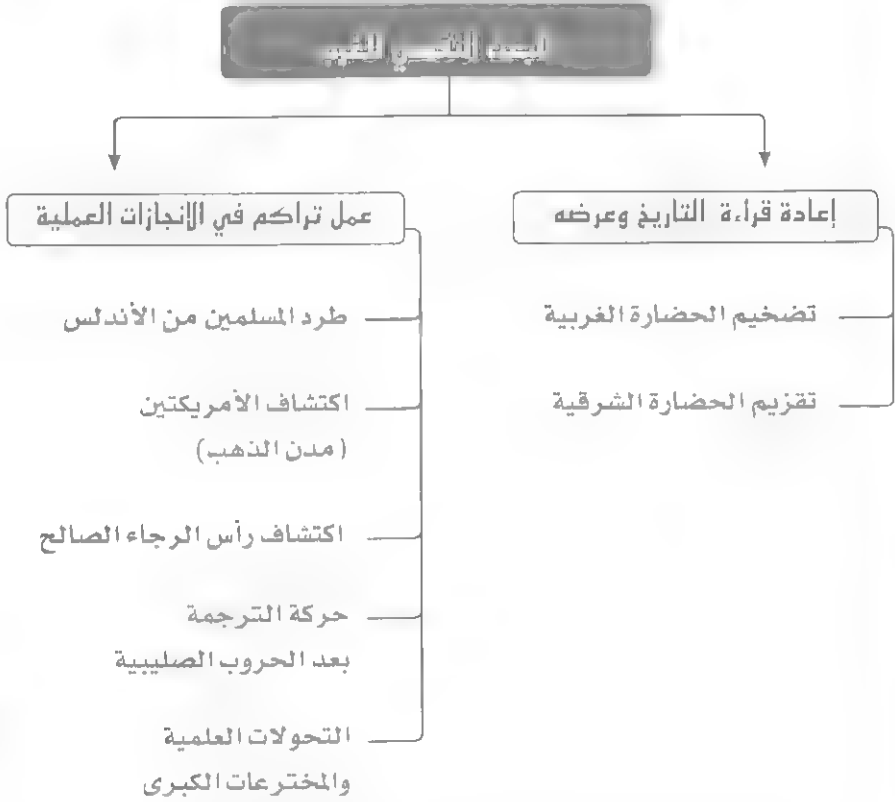 إعادة قراءة التاريخ وعرضه
تضخيم الحضارة الغربية
تقزيم الحضارة الشرقية
عمل تراكم في الإنجازات العملية
طرد المسلمين من الأندلس
اكتشاف الأمريكتين
(مدن الذهب)
اكتشاف رأس الرجاء الصالح
حركة الترجمة
بعد الحروب الصليبية
التحولات العلمية
والمخترعات الكبرى